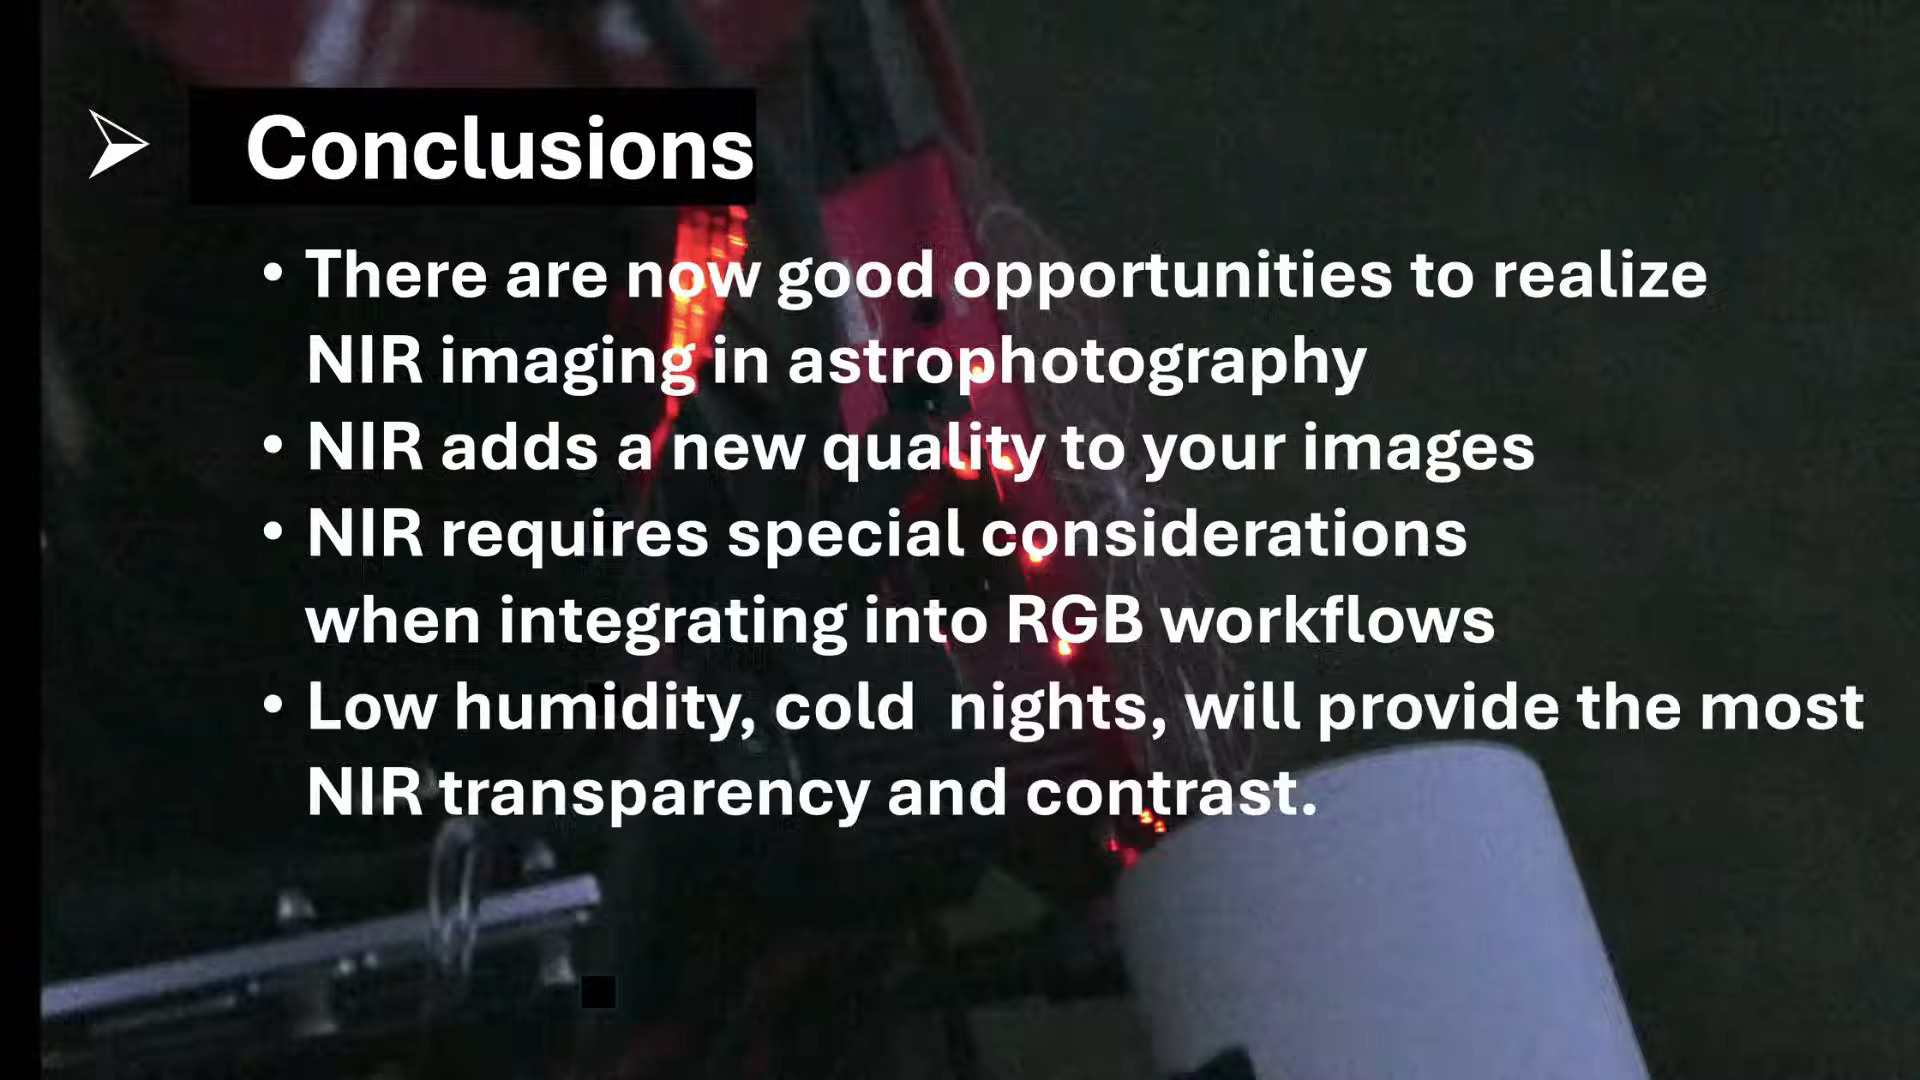 Conclusions
• There are now good opportunities to realize
NIR imaging in astrophotography
• NIR adds a new quality to your images
• NIR requires special considerations
when integrating into RGB workflows
• Low humidity, cold  nights, will provide the most
NIR transparency and contrast.